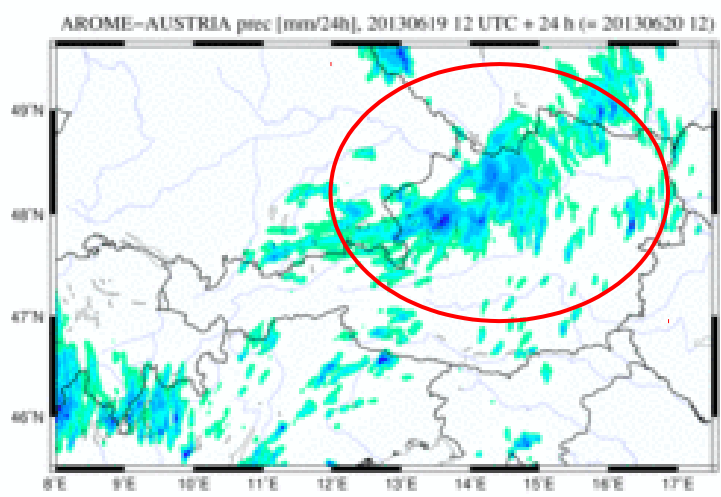 AROME-AUSTRIA prec [mm/24h], 20130619 12 UTC + 24 h (= 20130620 12)
49°N
48°N
47°N
46°N
8°E 9°E 10°E 11°E 12°E 13°E 14°E 15°E 16°E 17°E